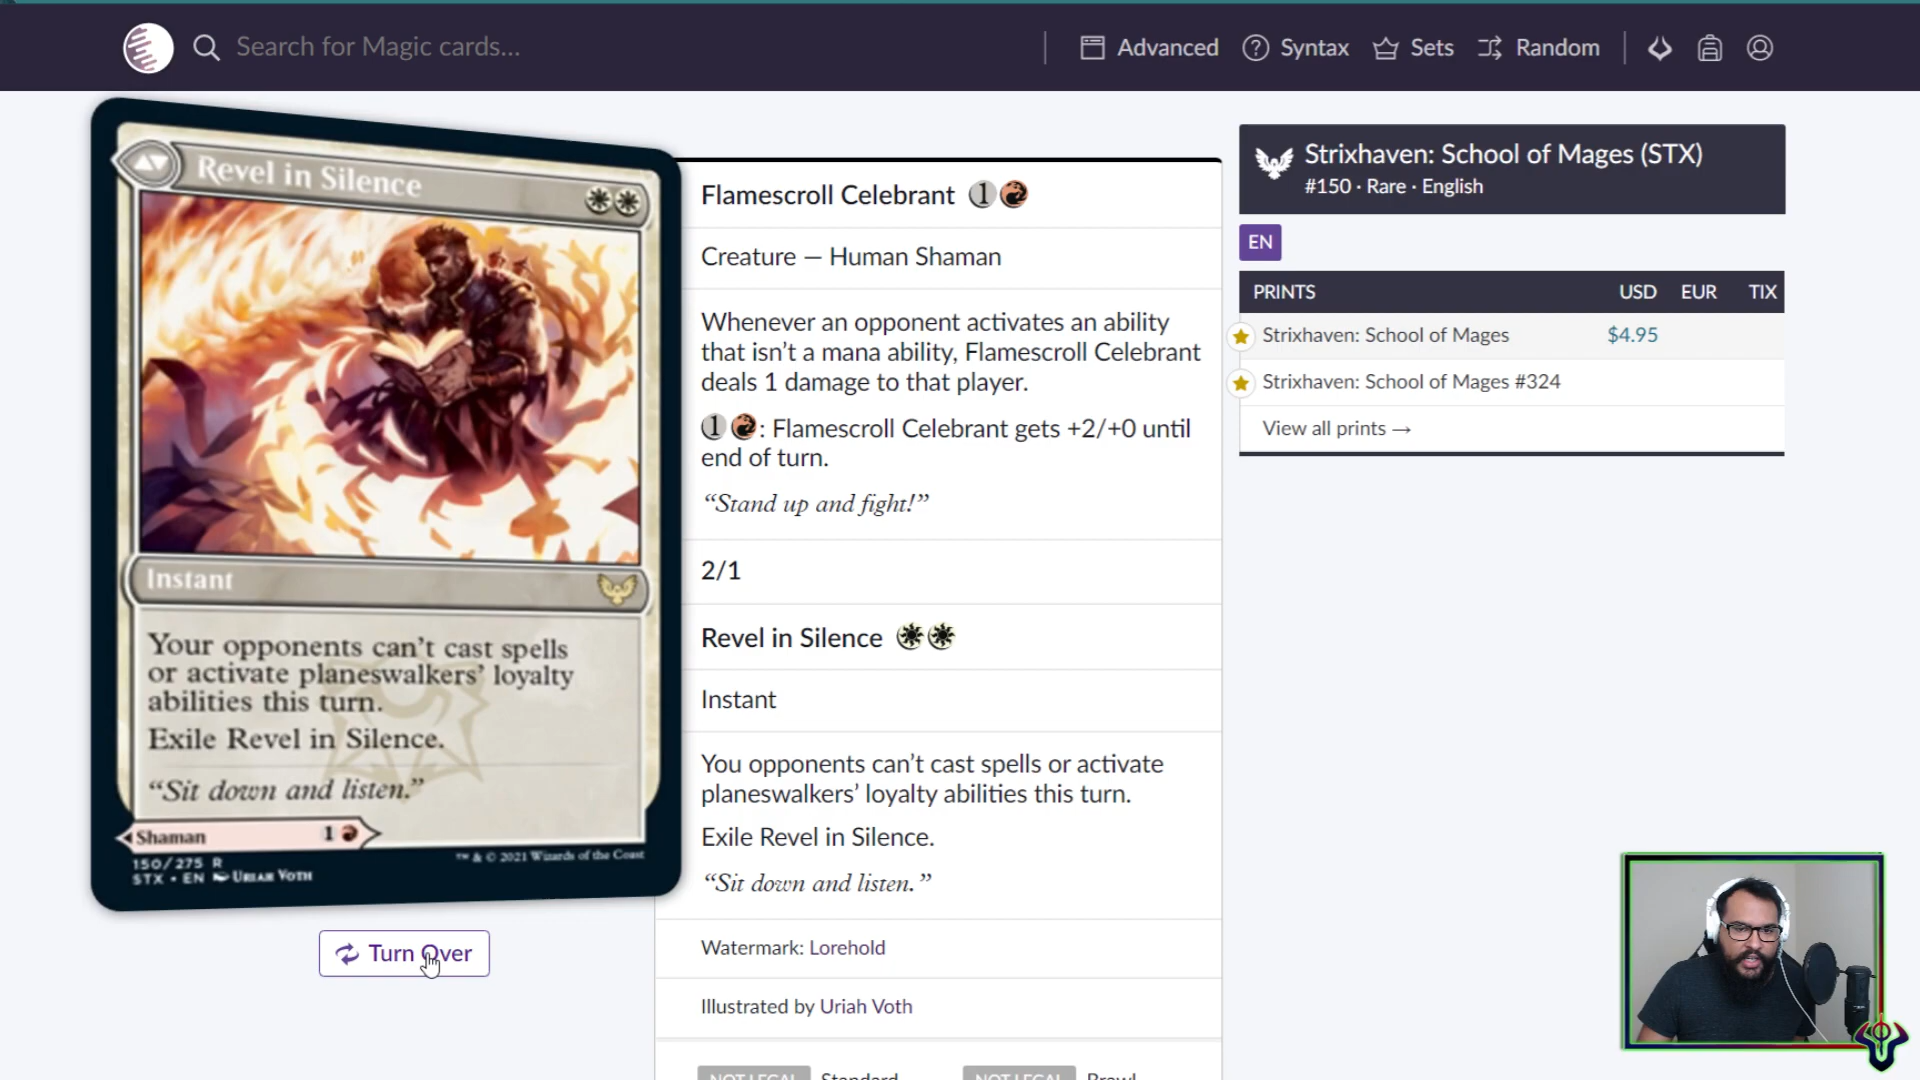 Search for Magic cards...
Advanced
Syntax
Sets
Random
Revel in Silence
Instant
Your opponents can't cast spells
or activate planeswalkers' loyalty
abilities this turn.
Exile Revel in Silence.
"Sit down and listen."
Shaman 1
150/275 R
STX • EN Uriah Voth
™ & © 2021 Wizards of the Coast
Turn Over
Flamescroll Celebrant 1
Creature — Human Shaman
Whenever an opponent activates an ability
that isn't a mana ability, Flamescroll Celebrant
deals 1 damage to that player.
1 : Flamescroll Celebrant gets +2/+0 until
end of turn.
"Stand up and fight!"
2/1
Revel in Silence
Instant
You opponents can't cast spells or activate
planeswalkers' loyalty abilities this turn.
Exile Revel in Silence.
"Sit down and listen."
Watermark: Lorehold
Illustrated by Uriah Voth
NOT LEGAL Standard
NOT LEGAL Brawl
Strixhaven: School of Mages (STX)
#150 · Rare · English
EN
PRINTS USD EUR TIX
Strixhaven: School of Mages $4.95
Strixhaven: School of Mages #324
View all prints →